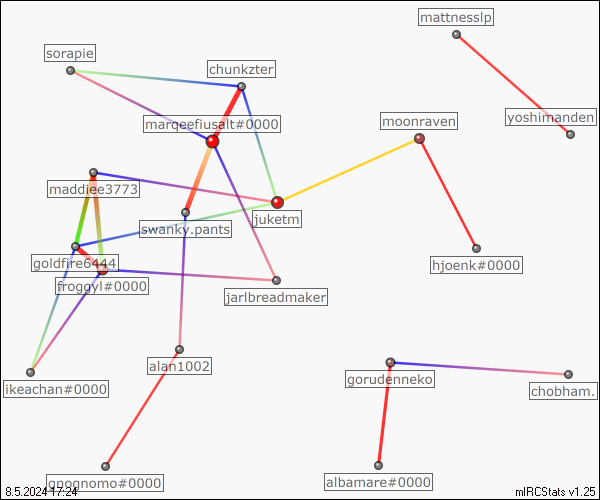 mattnesslp
sorapie
chunkzter
yoshimanden
marqeefiusalt#0000
moonraven
maddiee3773
juketm
swanky.pants
goldfire6444
hjoenk#0000
froggyl#0000
jarlbreadmaker
alan1002
gorudenneko
ikeachan#0000
chobham.
gpognomo#0000
albamare#0000
8.5.2024 17:24
mIRCStats v1.25